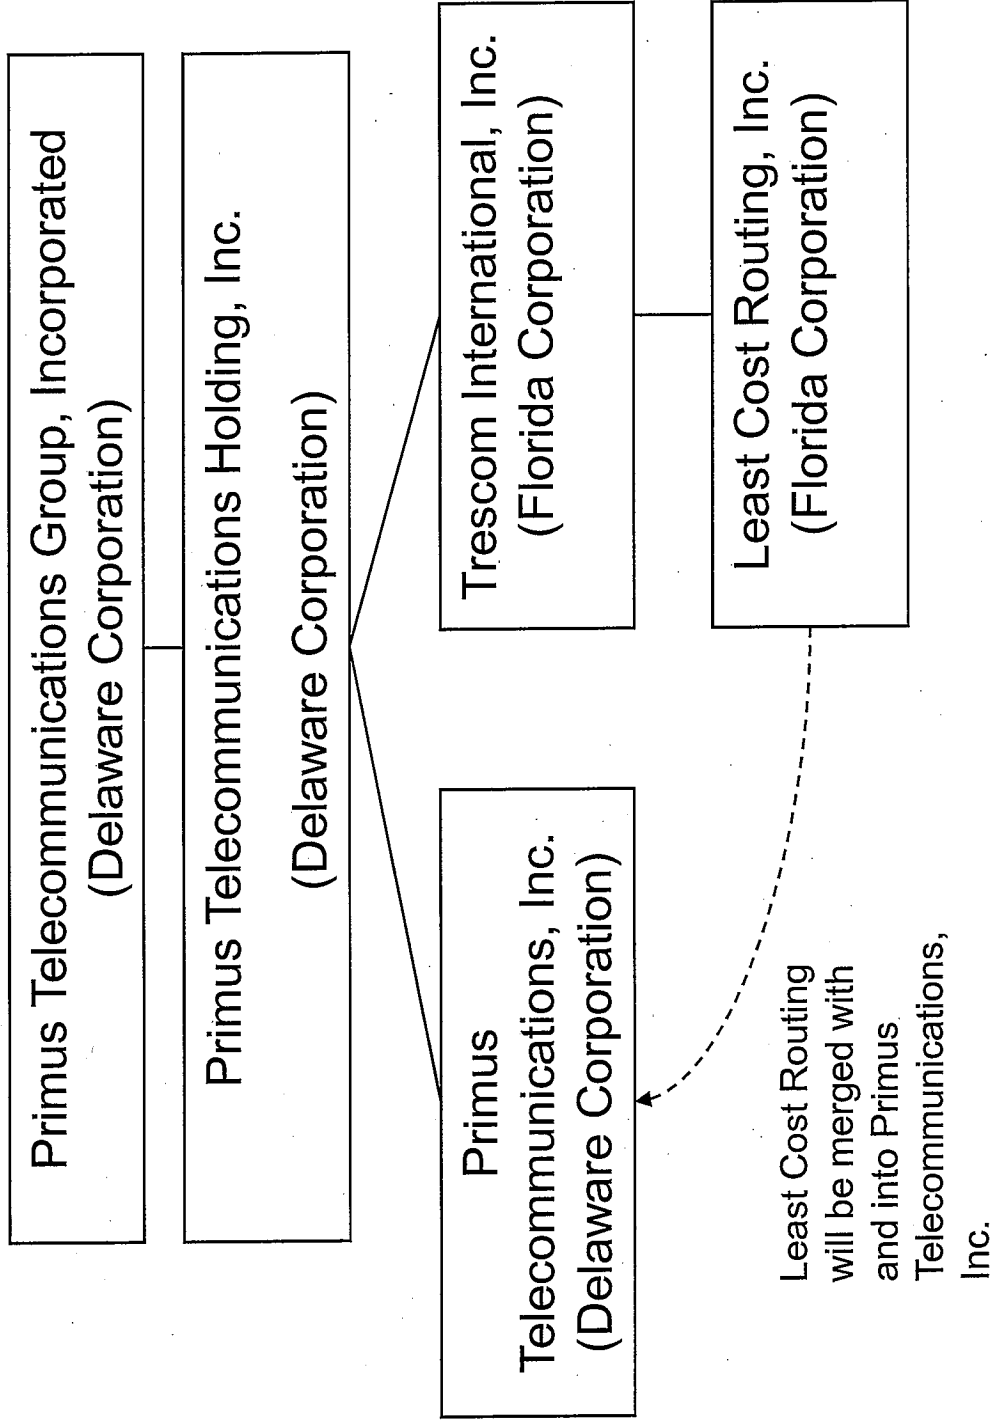 Primus Telecommunications Group, Incorporated
(Delaware Corporation)
Primus Telecommunications Holding, Inc.
(Delaware Corporation)
Primus
Telecommunications, Inc.
(Delaware Corporation)
Trescom International, Inc.
(Florida Corporation)
Least Cost Routing, Inc.
(Florida Corporation)
Least Cost Routing
will be merged with
and into Primus
Telecommunications,
Inc.